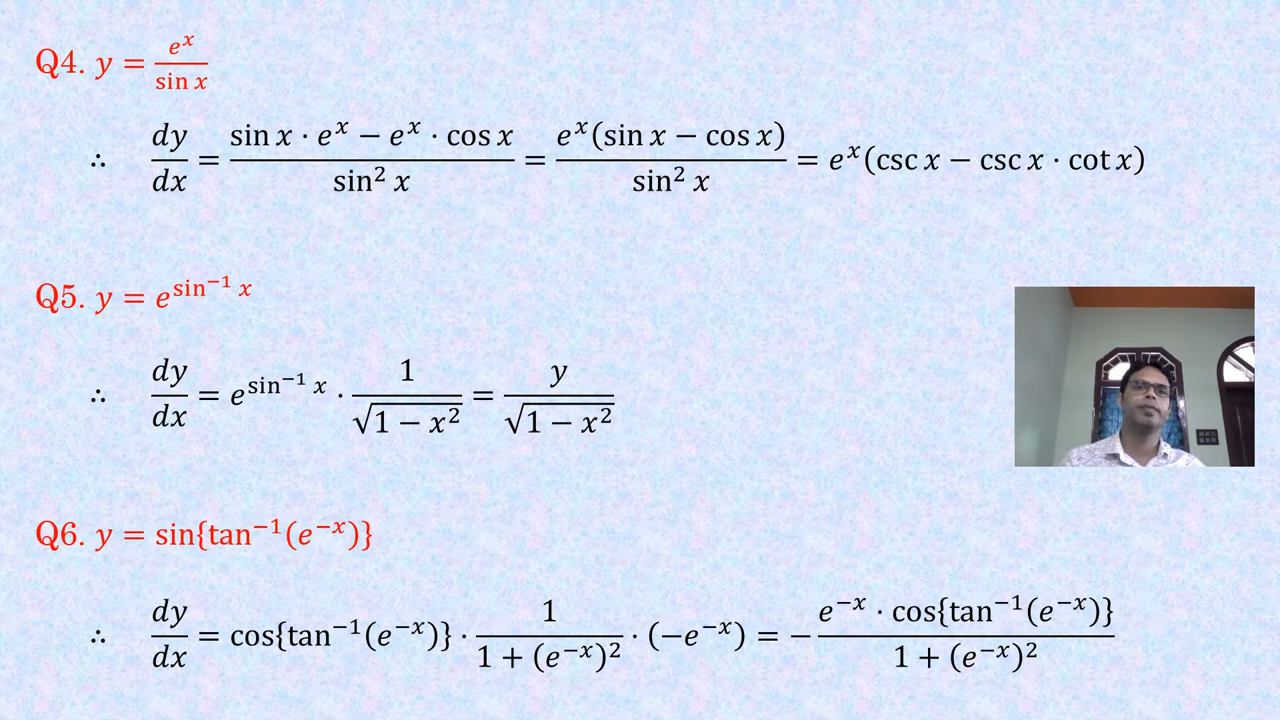 Q4. y = e^x / sin x
∴ dy/dx = (sin x · e^x − e^x · cos x) / sin² x = e^x(sin x − cos x) / sin² x = e^x(csc x − csc x · cot x)
Q5. y = e^(sin⁻¹ x)
∴ dy/dx = e^(sin⁻¹ x) · 1/√(1 − x²) = y/√(1 − x²)
Q6. y = sin{tan⁻¹(e^(−x))}
∴ dy/dx = cos{tan⁻¹(e^(−x))} · 1/(1 + (e^(−x))²) · (−e^(−x)) = − e^(−x) · cos{tan⁻¹(e^(−x))} / (1 + (e^(−x))²)